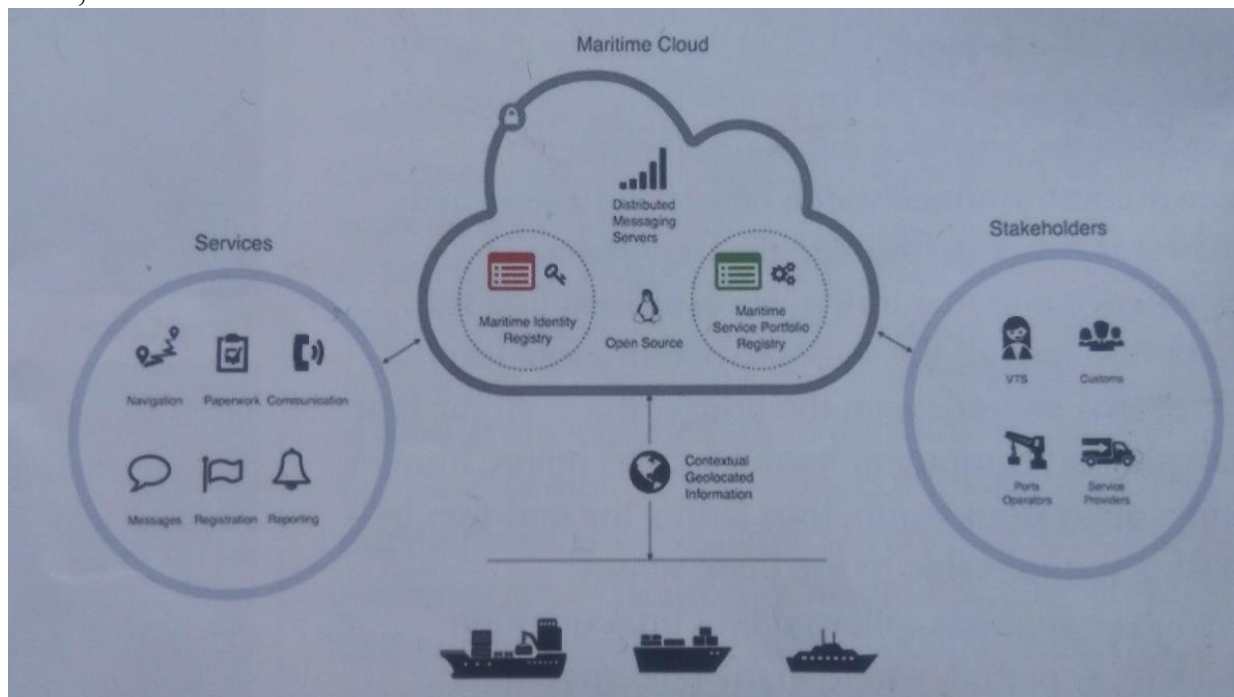 Maritime Cloud
Distributed
Messaging
Servers
Services
Stakeholders
Maritime Identity
Registry
Open Source
Maritime
Service Portfolio
Registry
Navigation Paperwork Communication
Messages Registration Reporting
VTS Customs
Ports
Operators
Service
Providers
Contextual
Geolocated
Information